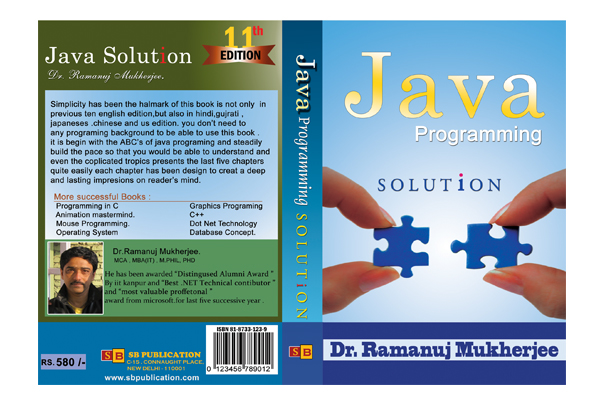 Java Solution
Dr. Ramanuj Mukherjee.
11th
EDITION
Simplicity has been the halmark of this book is not only in
previous ten english edition,but also in hindi,gujrati ,
japaneses .chinese and us edition. you don't need to
any programing background to be able to use this book .
it is begin with the ABC's of java programing and steadily
build the pace so that you would be able to understand and
even the coplicated tropics presents the last five chapters
quite easily each chapter has been design to creat a deep
and lasting impresions on reader's mind.
More successful Books :
Programming in C
Animation mastermind.
Mouse Programming.
Operating System
Graphics Programing
C++
Dot Net Technology
Database Concept.
Dr.Ramanuj Mukherjee.
MCA , MBA(IT) , M.PHIL, PHD
He has been awarded "Distingused Alumni Award "
By iit kanpur and "Best .NET Technical contibutor "
and "most valuable proffetonal "
award from microsoft.for last five successive year .
RS. 580 /-
SB
SB PUBLICATION
C-15 , CONNAUGHT PLACE,
NEW DELHI -110001
www.sbpublication.com
ISBN 81-8733-123-9
0 123456 789012
Java Programming SOLUTION
SB
Java
Programming
SOLUTION
Dr. Ramanuj Mukherjee